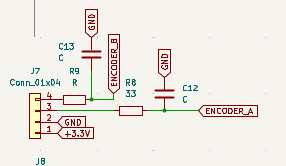 GND
C13
C
ENCODER_B
GND
J7
Conn_01x04
R9
R
R8
33
C12
C
4
3
2
1
GND
+3.3V
ENCODER_A
J8